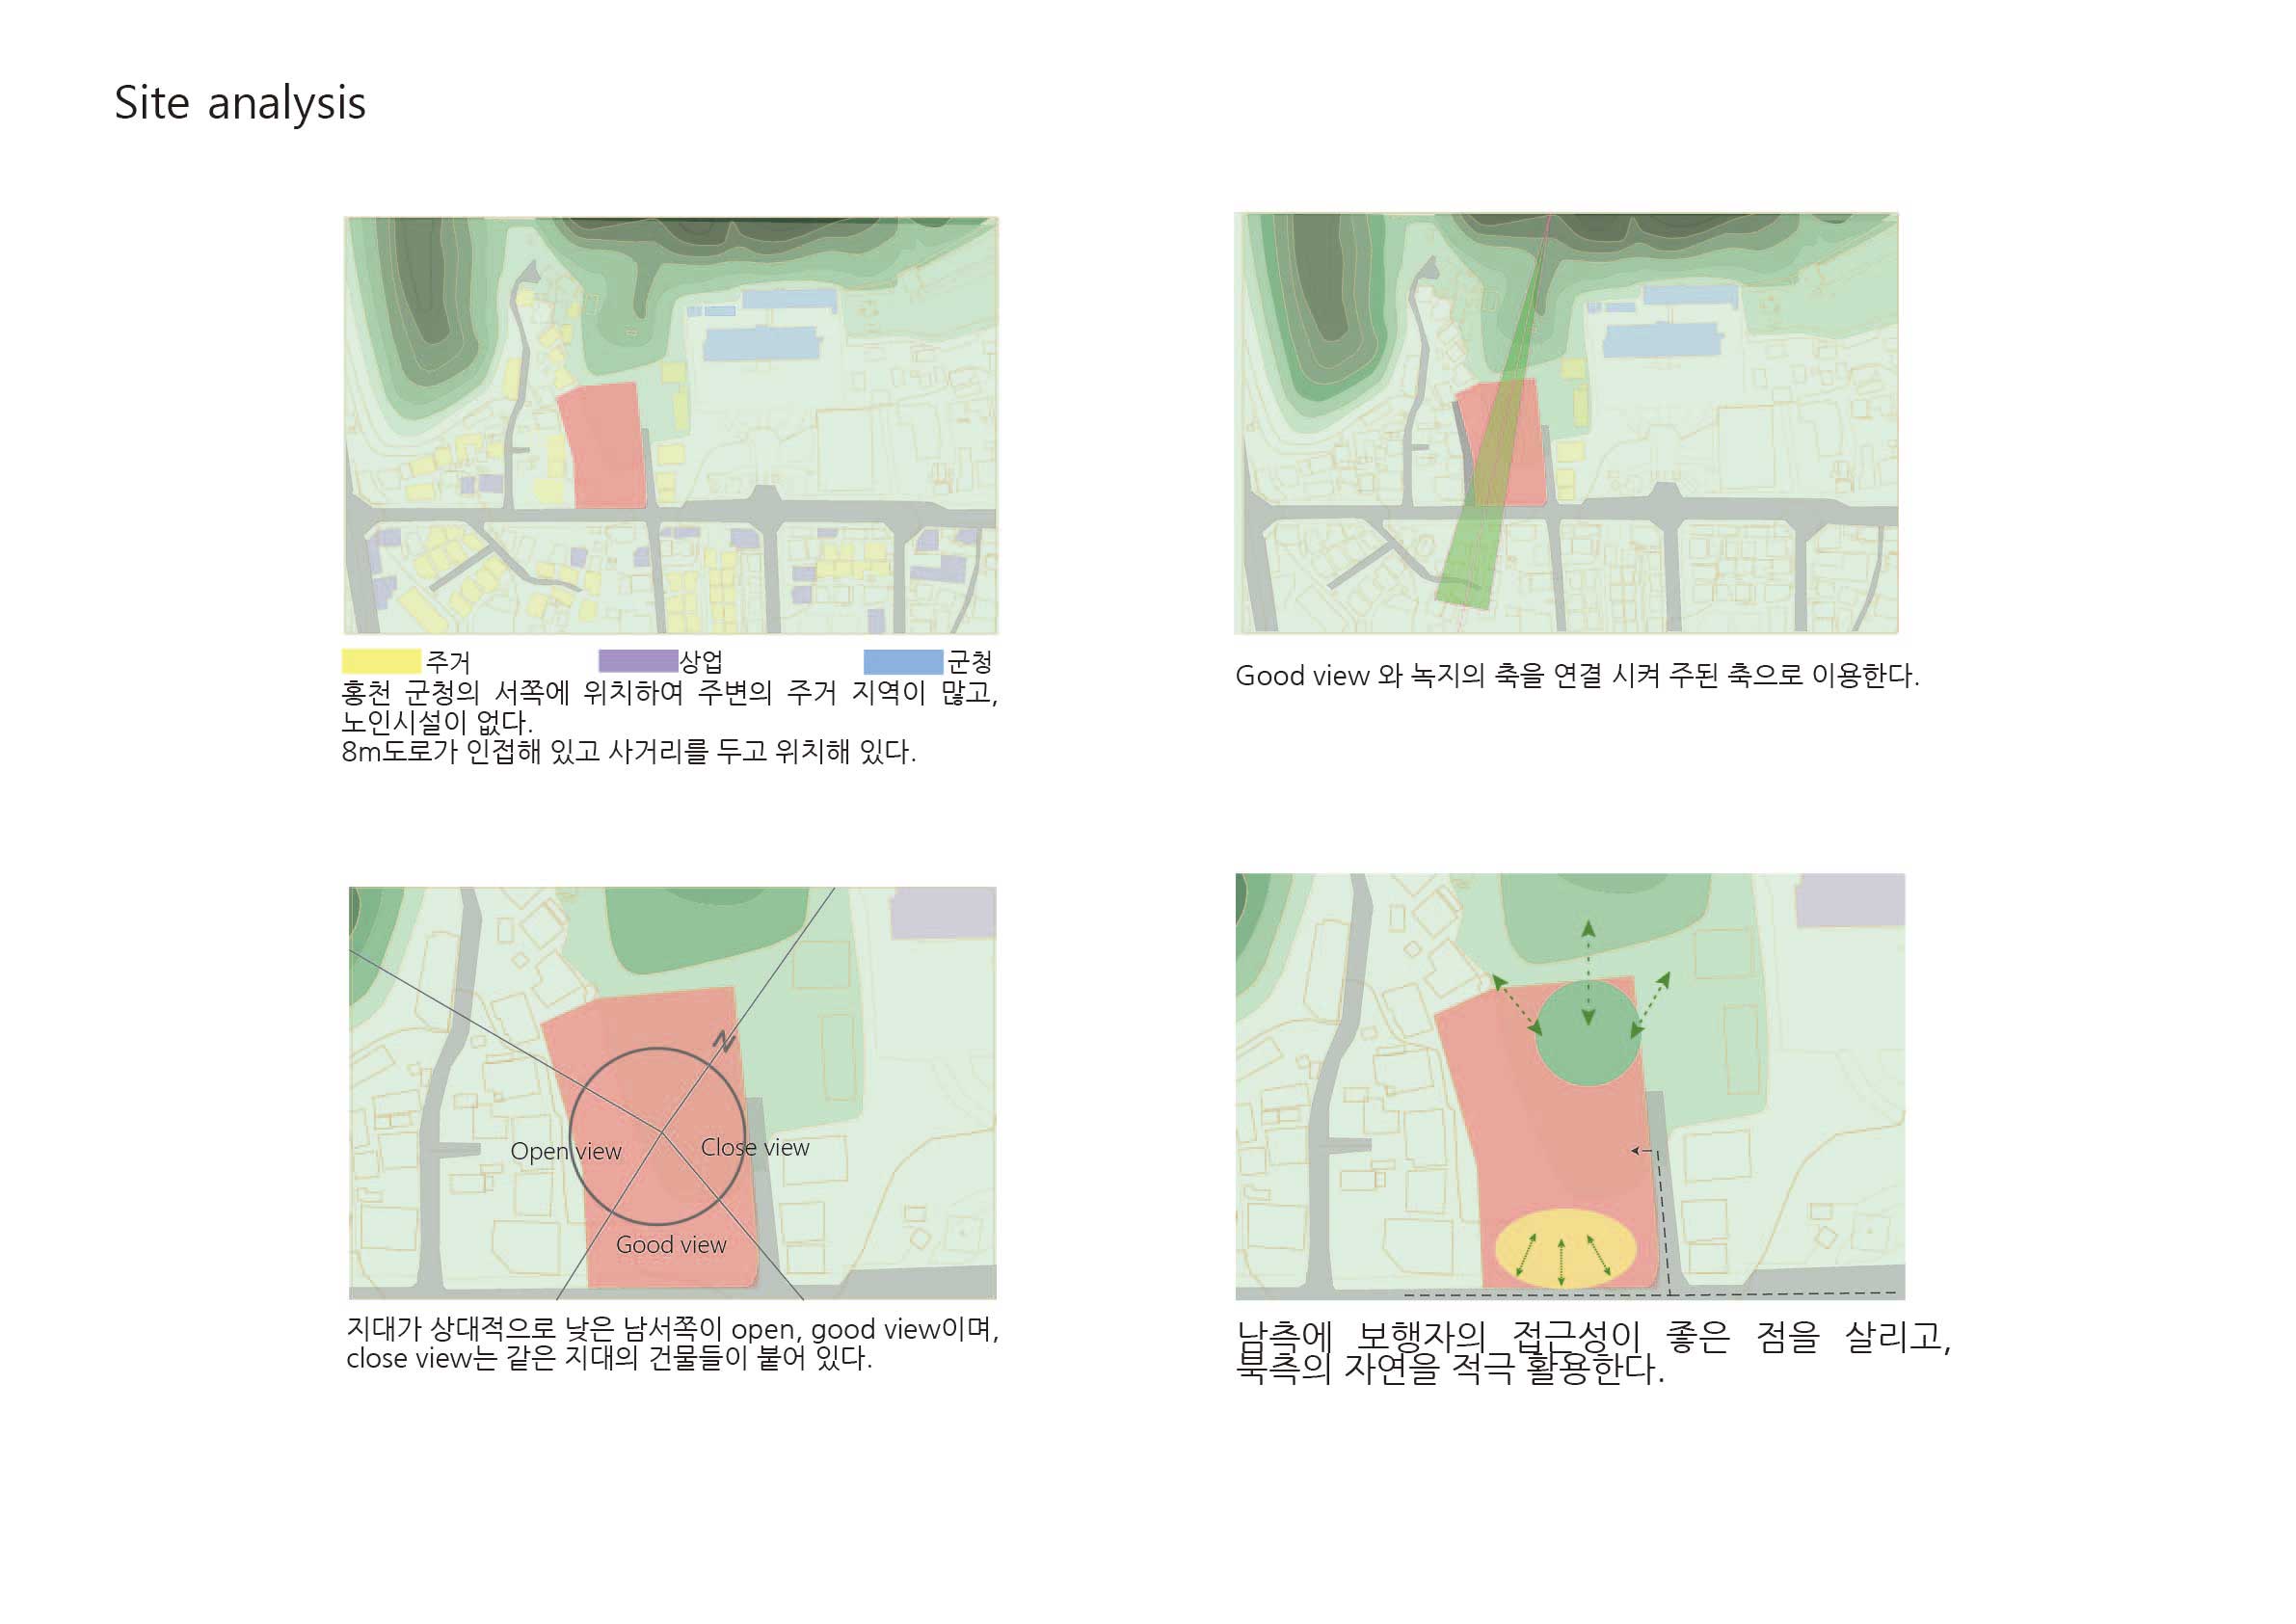 Site analysis
주거 상업 군청
홍천 군청의 서쪽에 위치하여 주변의 주거 지역이 많고,
노인시설이 없다.
8m도로가 인접해 있고 사거리를 두고 위치해 있다.
Good view 와 녹지의 축을 연결 시켜 주된 축으로 이용한다.
N
Open view
Close view
Good view
지대가 상대적으로 낮은 남서쪽이 open, good view이며,
close view는 같은 지대의 건물들이 붙어 있다.
남측에 보행자의 접근성이 좋은 점을 살리고,
북측의 자연을 적극 활용한다.